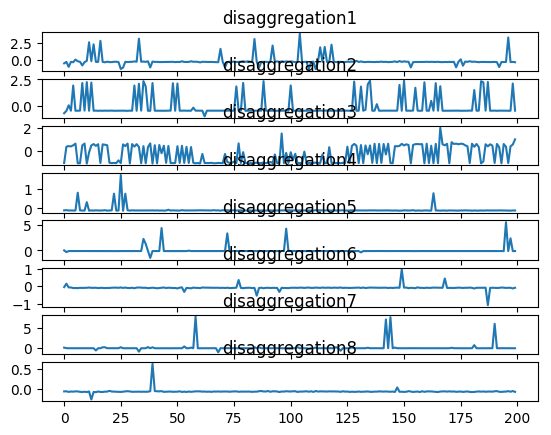 disaggregation1
2.5
0.0
disaggregation2
2.5
0.0
disaggregation3
2
0
disaggregation4
1
0
disaggregation5
5
0
disaggregation6
1
0
−1
disaggregation7
5
0
disaggregation8
0.5
0.0
0 25 50 75 100 125 150 175 200